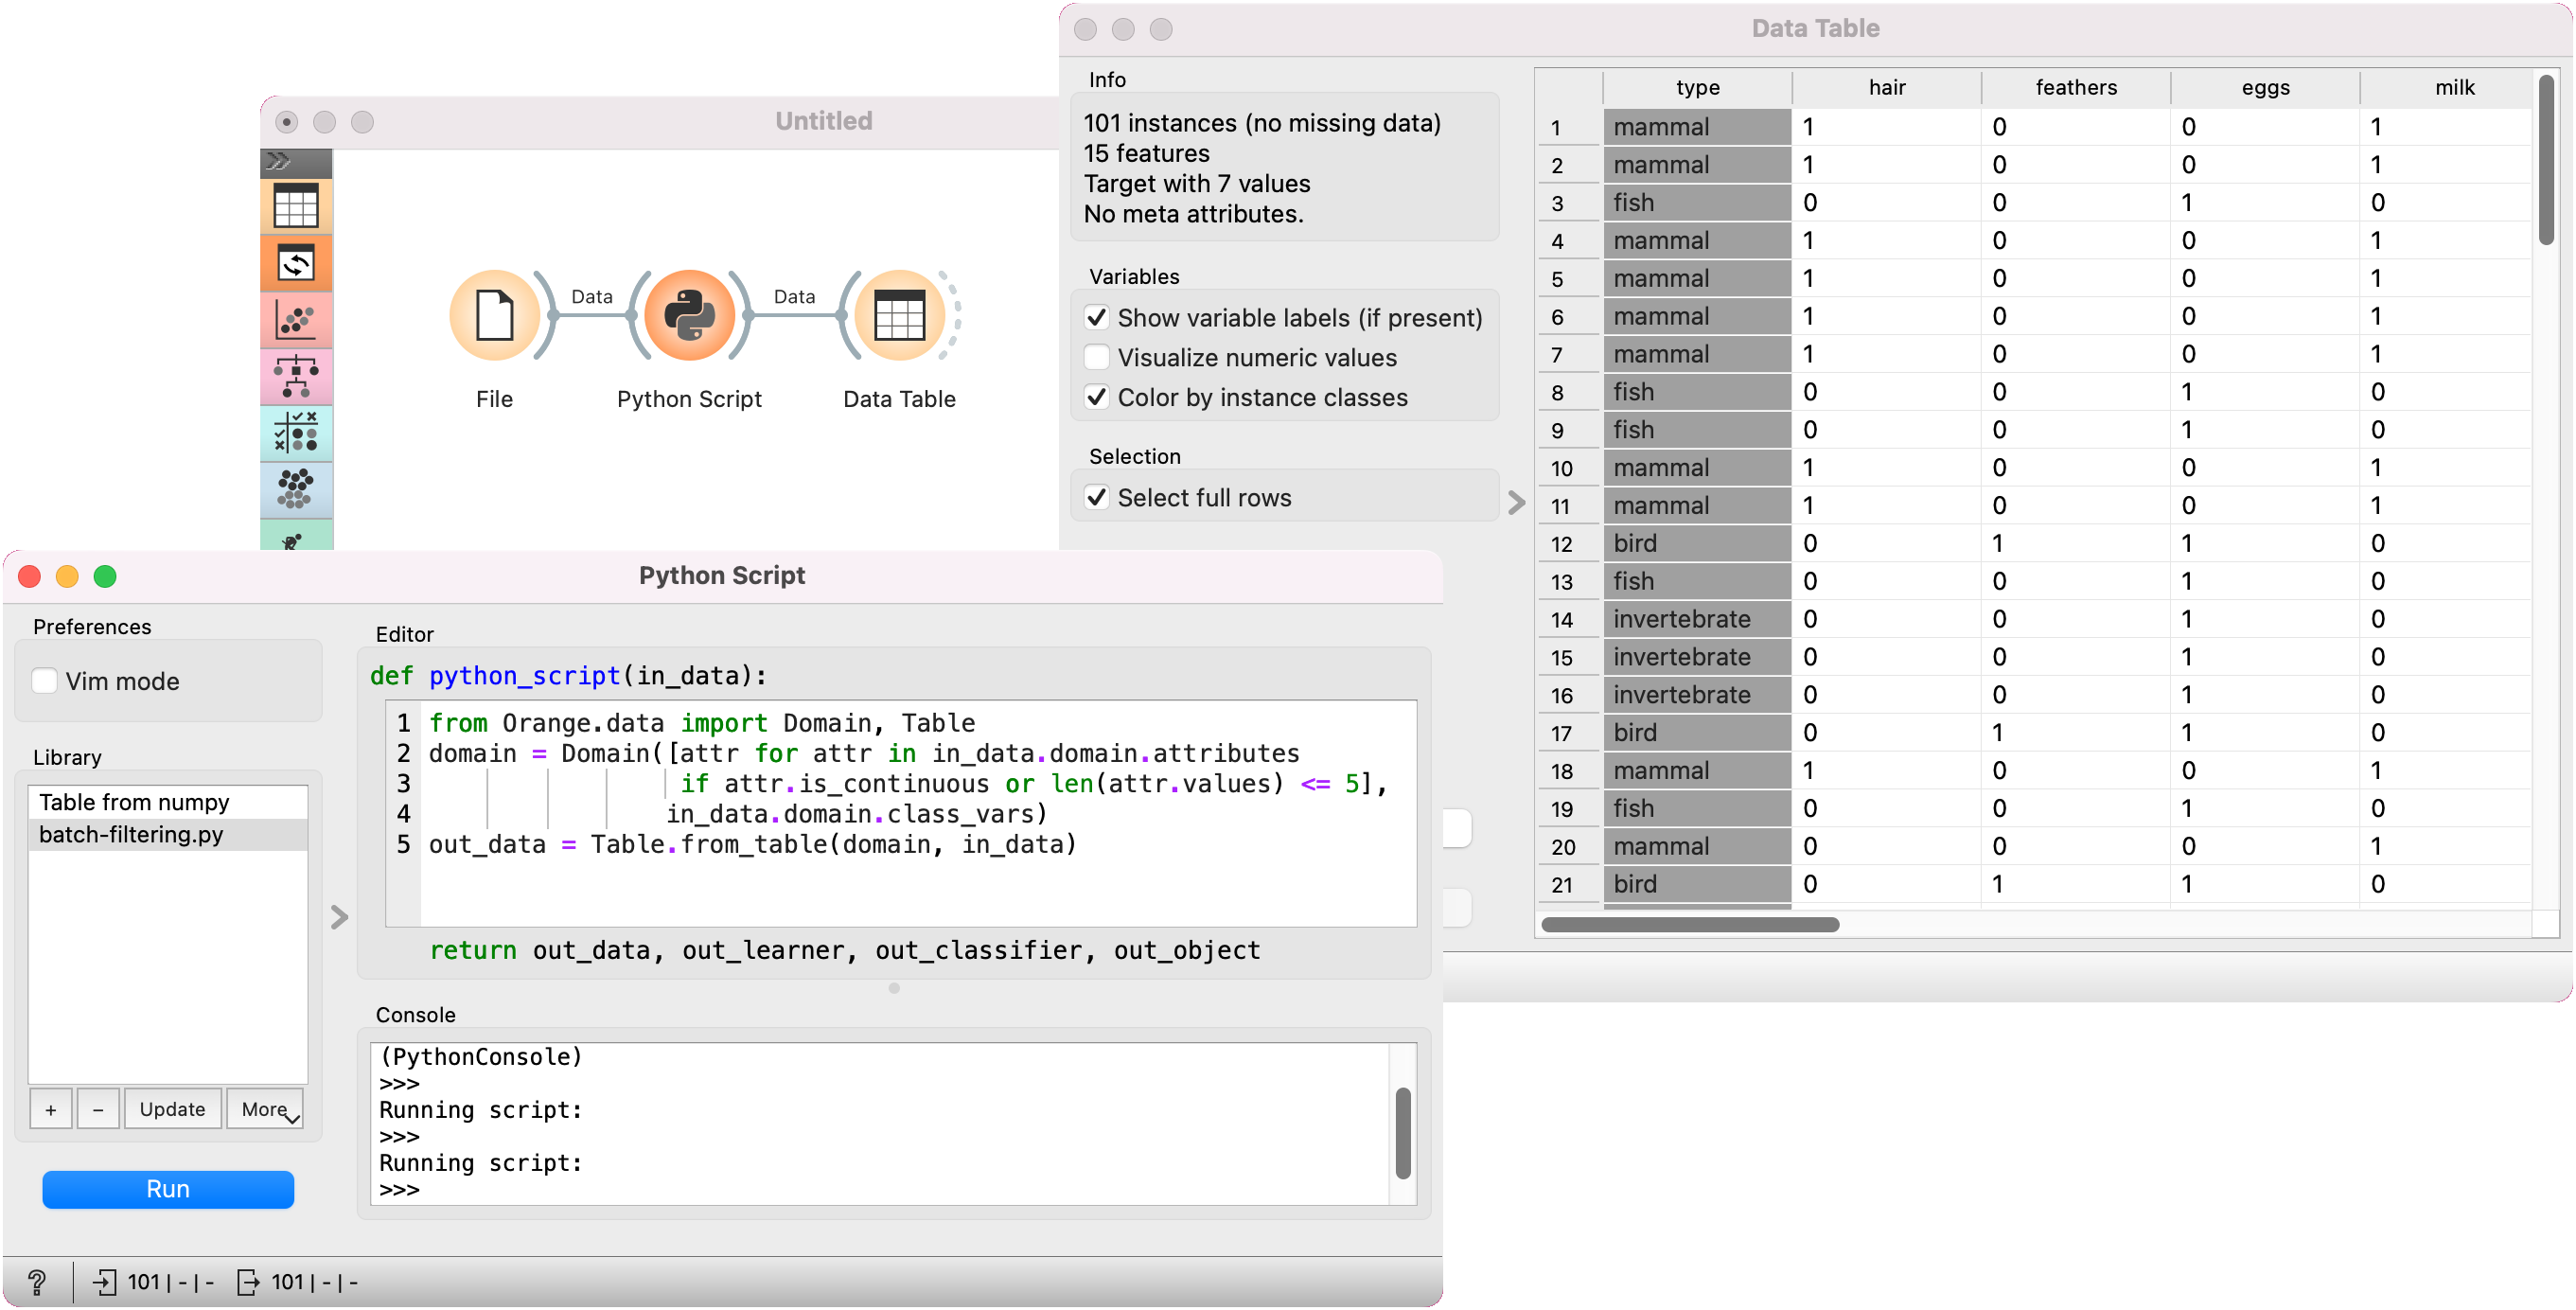 Data Table
Info
101 instances (no missing data)
15 features
Target with 7 values
No meta attributes.
Variables
Show variable labels (if present)
Visualize numeric values
Color by instance classes
Selection
Select full rows
type hair feathers eggs milk
1 mammal 1 0 0 1
2 mammal 1 0 0 1
3 fish 0 0 1 0
4 mammal 1 0 0 1
5 mammal 1 0 0 1
6 mammal 1 0 0 1
7 mammal 1 0 0 1
8 fish 0 0 1 0
9 fish 0 0 1 0
10 mammal 1 0 0 1
11 mammal 1 0 0 1
12 bird 0 1 1 0
13 fish 0 0 1 0
14 invertebrate 0 0 1 0
15 invertebrate 0 0 1 0
16 invertebrate 0 0 1 0
17 bird 0 1 1 0
18 mammal 1 0 0 1
19 fish 0 0 1 0
20 mammal 0 0 0 1
21 bird 0 1 1 0
Untitled
Data Data
File Python Script Data Table
Python Script
Preferences
Vim mode
Library
Table from numpy
batch-filtering.py
+ − Update More
Run
Editor
def python_script(in_data):
1 from Orange.data import Domain, Table
2 domain = Domain([attr for attr in in_data.domain.attributes
3 if attr.is_continuous or len(attr.values) <= 5],
4 in_data.domain.class_vars)
5 out_data = Table.from_table(domain, in_data)
return out_data, out_learner, out_classifier, out_object
Console
(PythonConsole)
>>>
Running script:
>>>
Running script:
>>>
? 101 | - | - 101 | - | -